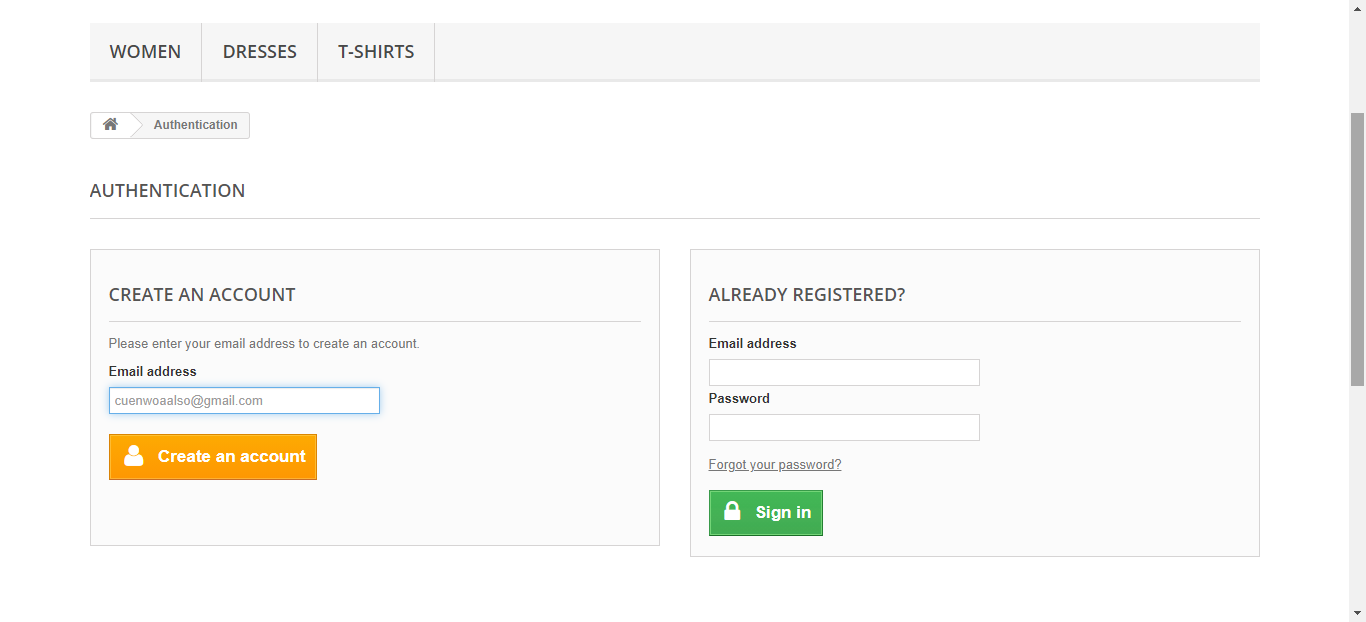 WOMEN DRESSES T-SHIRTS
Authentication
AUTHENTICATION
CREATE AN ACCOUNT
Please enter your email address to create an account.
Email address
cuenwoaalso@gmail.com
Create an account
ALREADY REGISTERED?
Email address
Password
Forgot your password?
Sign in